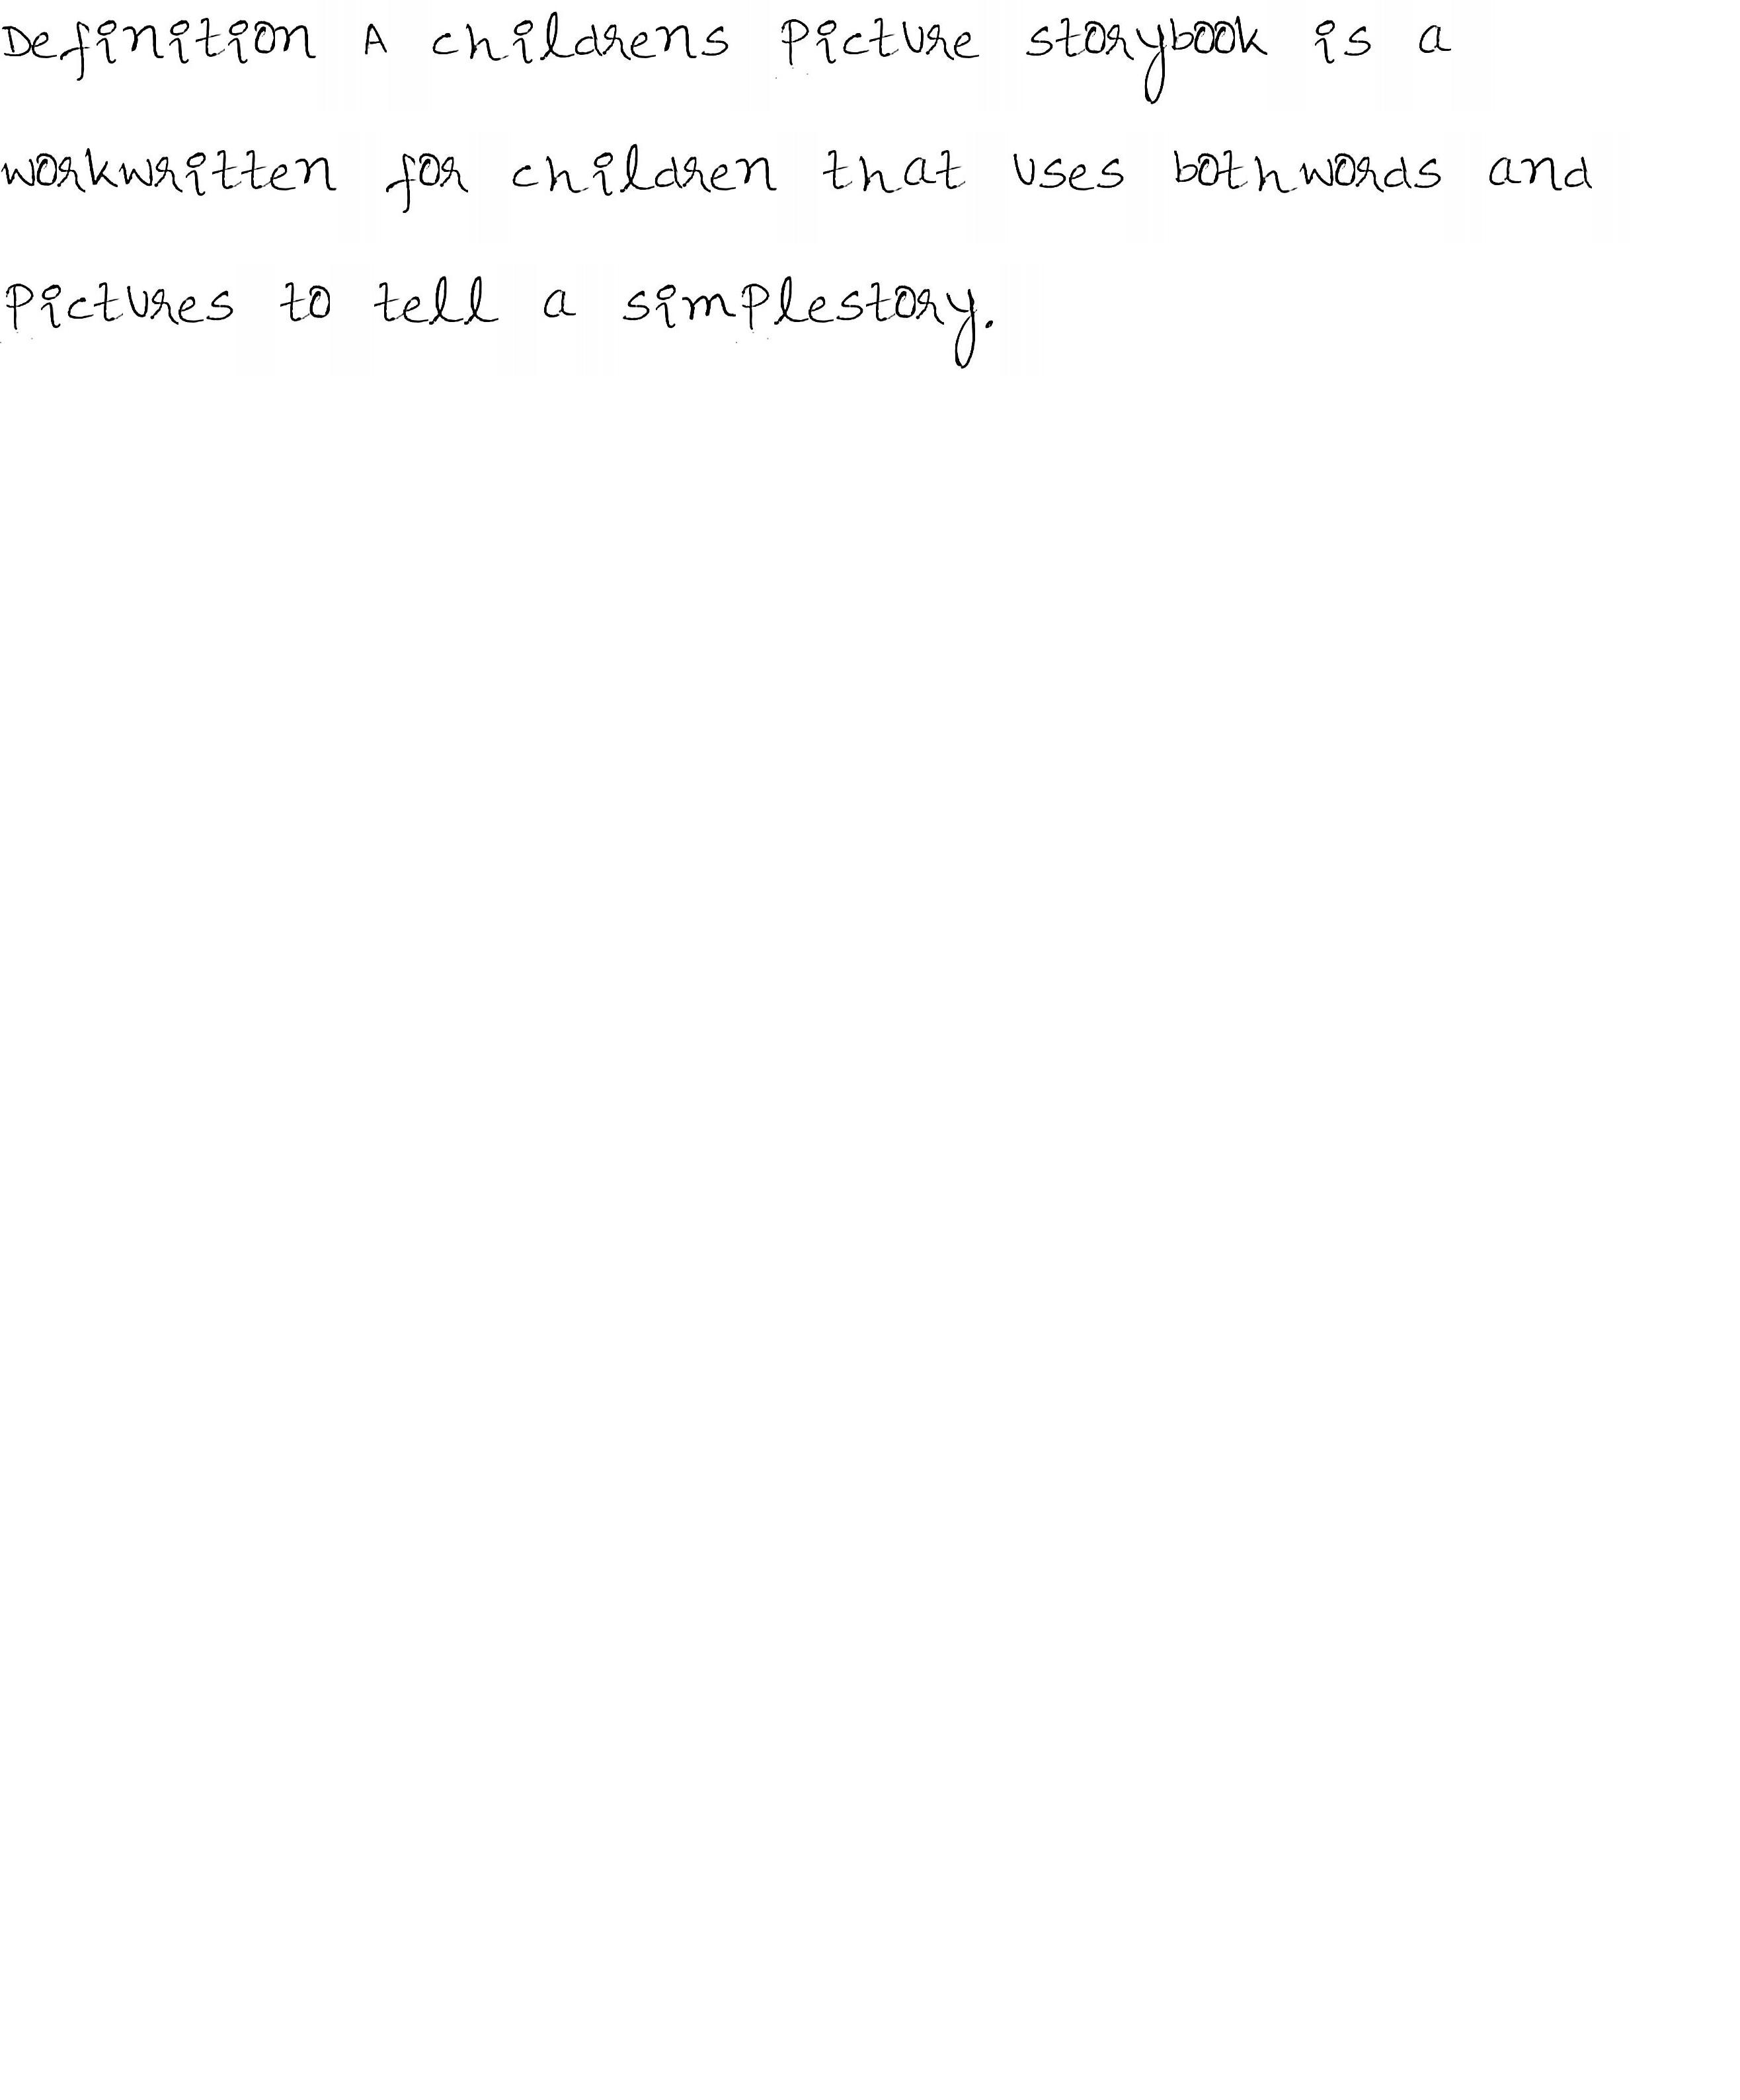 Definition A childrens picture storybook is a
workwritten for children that uses bothwords and
pictures to tell a simplestory.